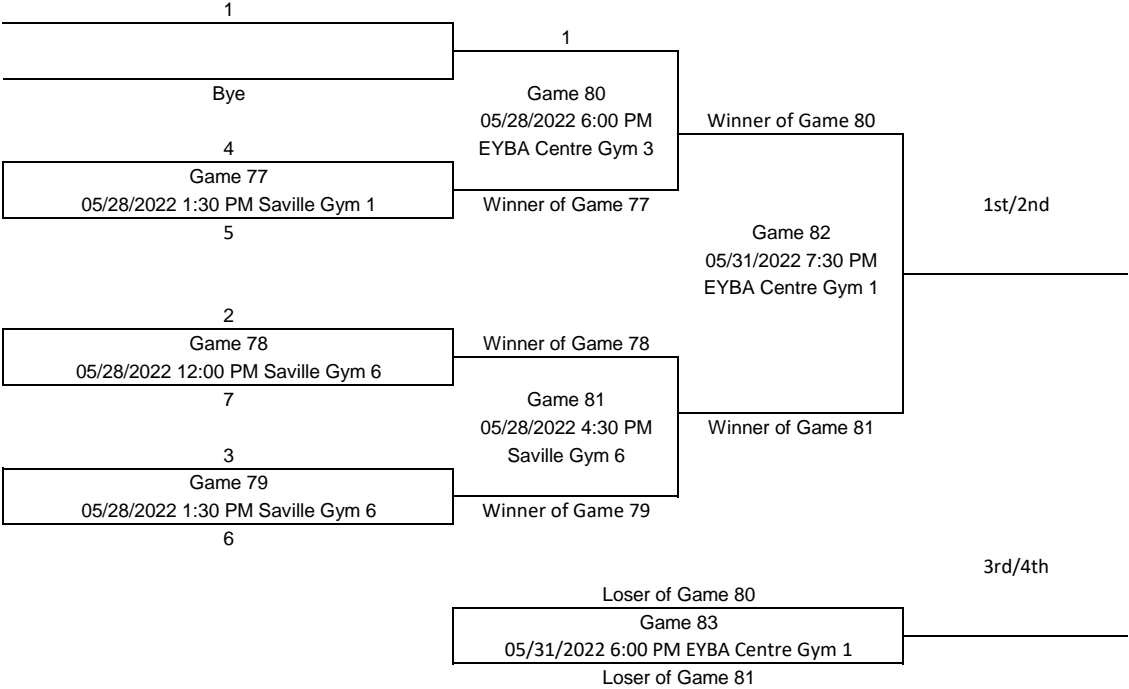 1
Bye
4
Game 77
05/28/2022 1:30 PM Saville Gym 1
5
2
Game 78
05/28/2022 12:00 PM Saville Gym 6
7
3
Game 79
05/28/2022 1:30 PM Saville Gym 6
6
1
Game 80
05/28/2022 6:00 PM
EYBA Centre Gym 3
Winner of Game 77
Winner of Game 78
Game 81
05/28/2022 4:30 PM
Saville Gym 6
Winner of Game 79
Winner of Game 80
Game 82
05/31/2022 7:30 PM
EYBA Centre Gym 1
Winner of Game 81
1st/2nd
Loser of Game 80
Game 83
05/31/2022 6:00 PM EYBA Centre Gym 1
Loser of Game 81
3rd/4th